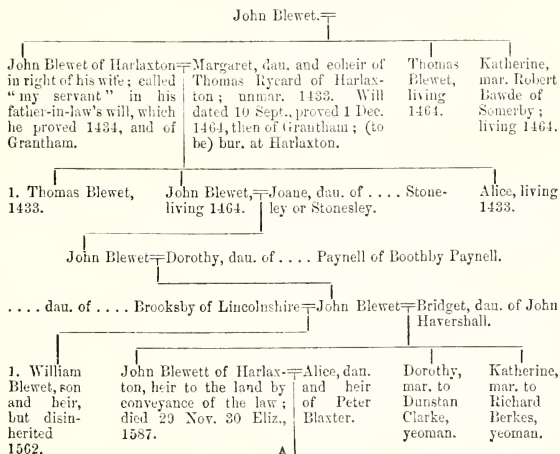 John Blewet.
John Blewet of Harlaxton
in right of his wife; called
“my servant” in his
father-in-law's will, which
he proved 1434, and of
Grantham.
Margaret, dau. and coheir of
Thomas Rycard of Harlax-
ton; unmar. 1433. Will
dated 10 Sept., proved 1 Dec.
1464, then of Grantham; (to
be) bur. at Harlaxton.
Thomas
Blewet,
living
1464.
Katherine,
mar. Robert
Bawde of
Somerby;
living 1464.
1. Thomas Blewet,
1433.
John Blewet,
living 1464.
Joane, dau. of .... Stone-
ley or Stonesley.
Alice, living
1433.
John Blewet
Dorothy, dau. of .... Paynell of Boothby Paynell.
.... dau. of .... Brooksby of Lincolnshire
John Blewet
Bridget, dau. of John
Havershall.
1. William
Blewet, son
and heir,
but disin-
herited
1562.
John Blewett of Harlax-
ton, heir to the land by
conveyance of the law;
died 29 Nov. 30 Eliz.,
1587.
Alice, dau.
and heir
of Peter
Blaxter.
Dorothy,
mar. to
Dunstan
Clarke,
yeoman.
Katherine,
mar. to
Richard
Berkes,
yeoman.
A